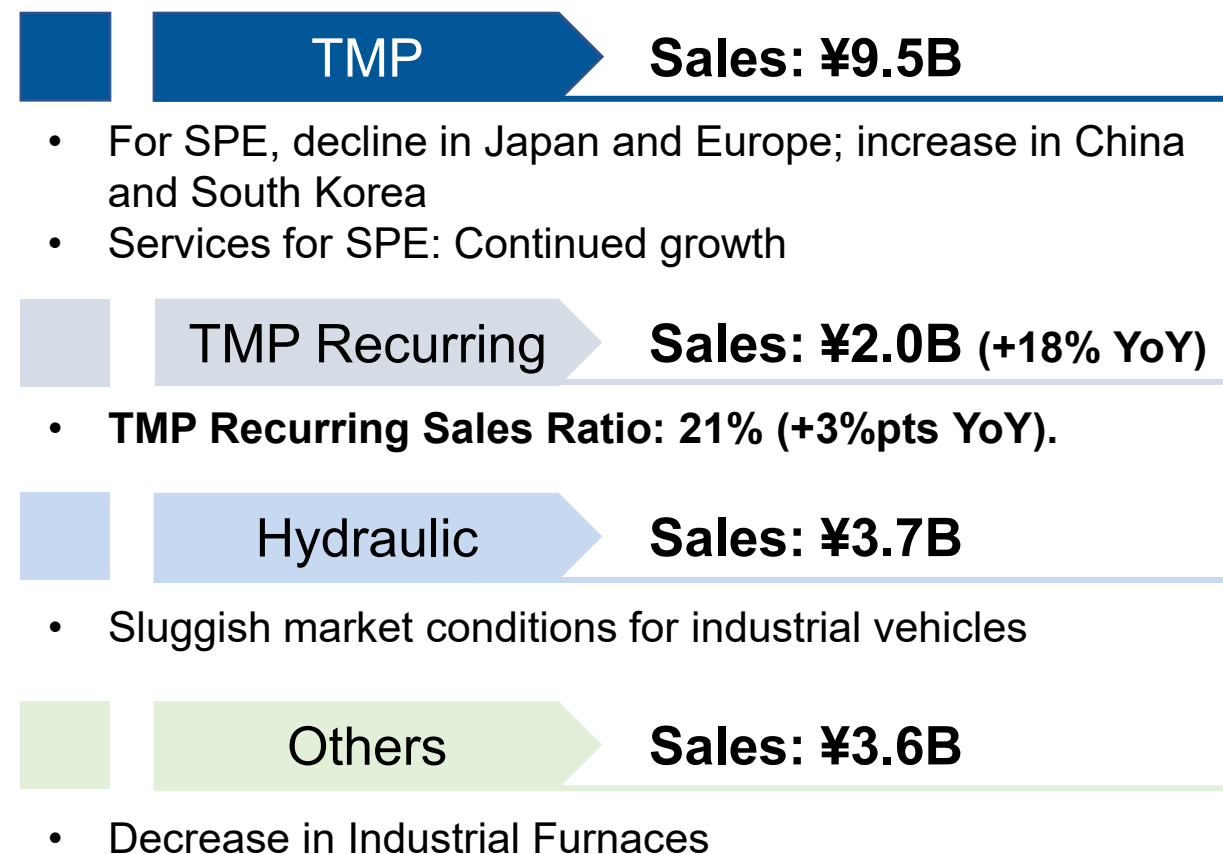 TMP Sales: ¥9.5B
• For SPE, decline in Japan and Europe; increase in China
and South Korea
• Services for SPE: Continued growth
TMP Recurring Sales: ¥2.0B (+18% YoY)
• TMP Recurring Sales Ratio: 21% (+3%pts YoY).
Hydraulic Sales: ¥3.7B
• Sluggish market conditions for industrial vehicles
Others Sales: ¥3.6B
• Decrease in Industrial Furnaces